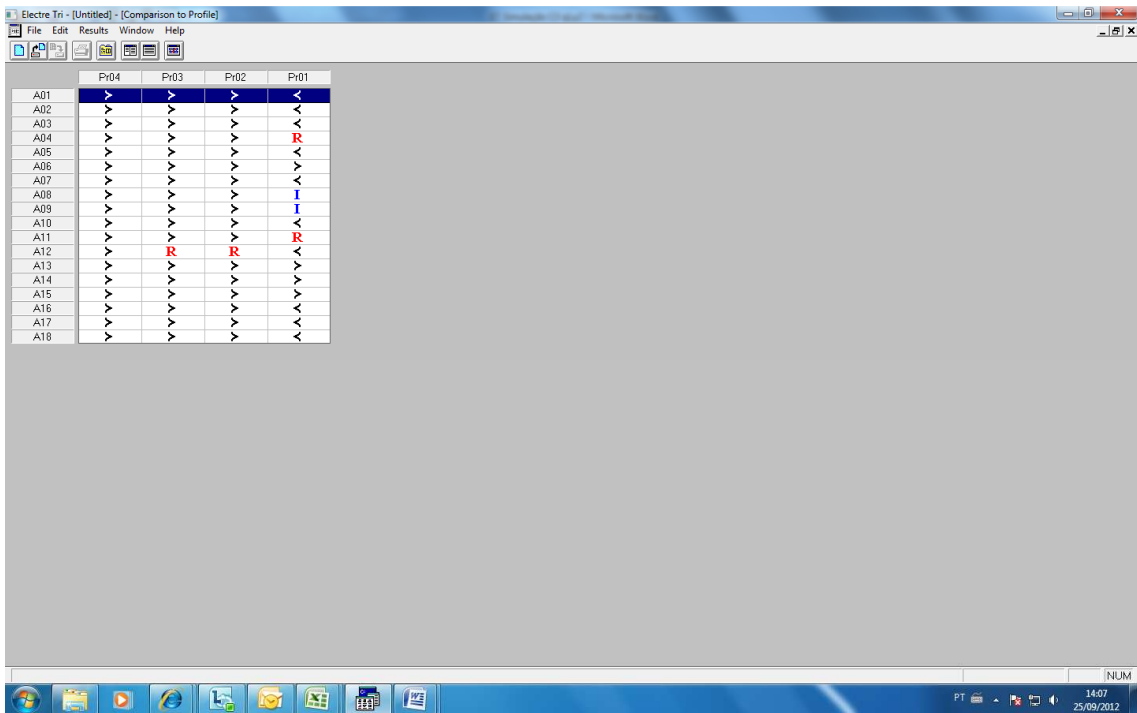 Electre Tri - [Untitled] - [Comparison to Profile]
File Edit Results Window Help
Pr04 Pr03 Pr02 Pr01
A01 > > > <
A02 > > > <
A03 > > > <
A04 > > > R
A05 > > > <
A06 > > > >
A07 > > > <
A08 > > > I
A09 > > > I
A10 > > > <
A11 > > > R
A12 > R R <
A13 > > > >
A14 > > > >
A15 > > > >
A16 > > > <
A17 > > > <
A18 > > > <
NUM
PT 14:07
25/09/2012